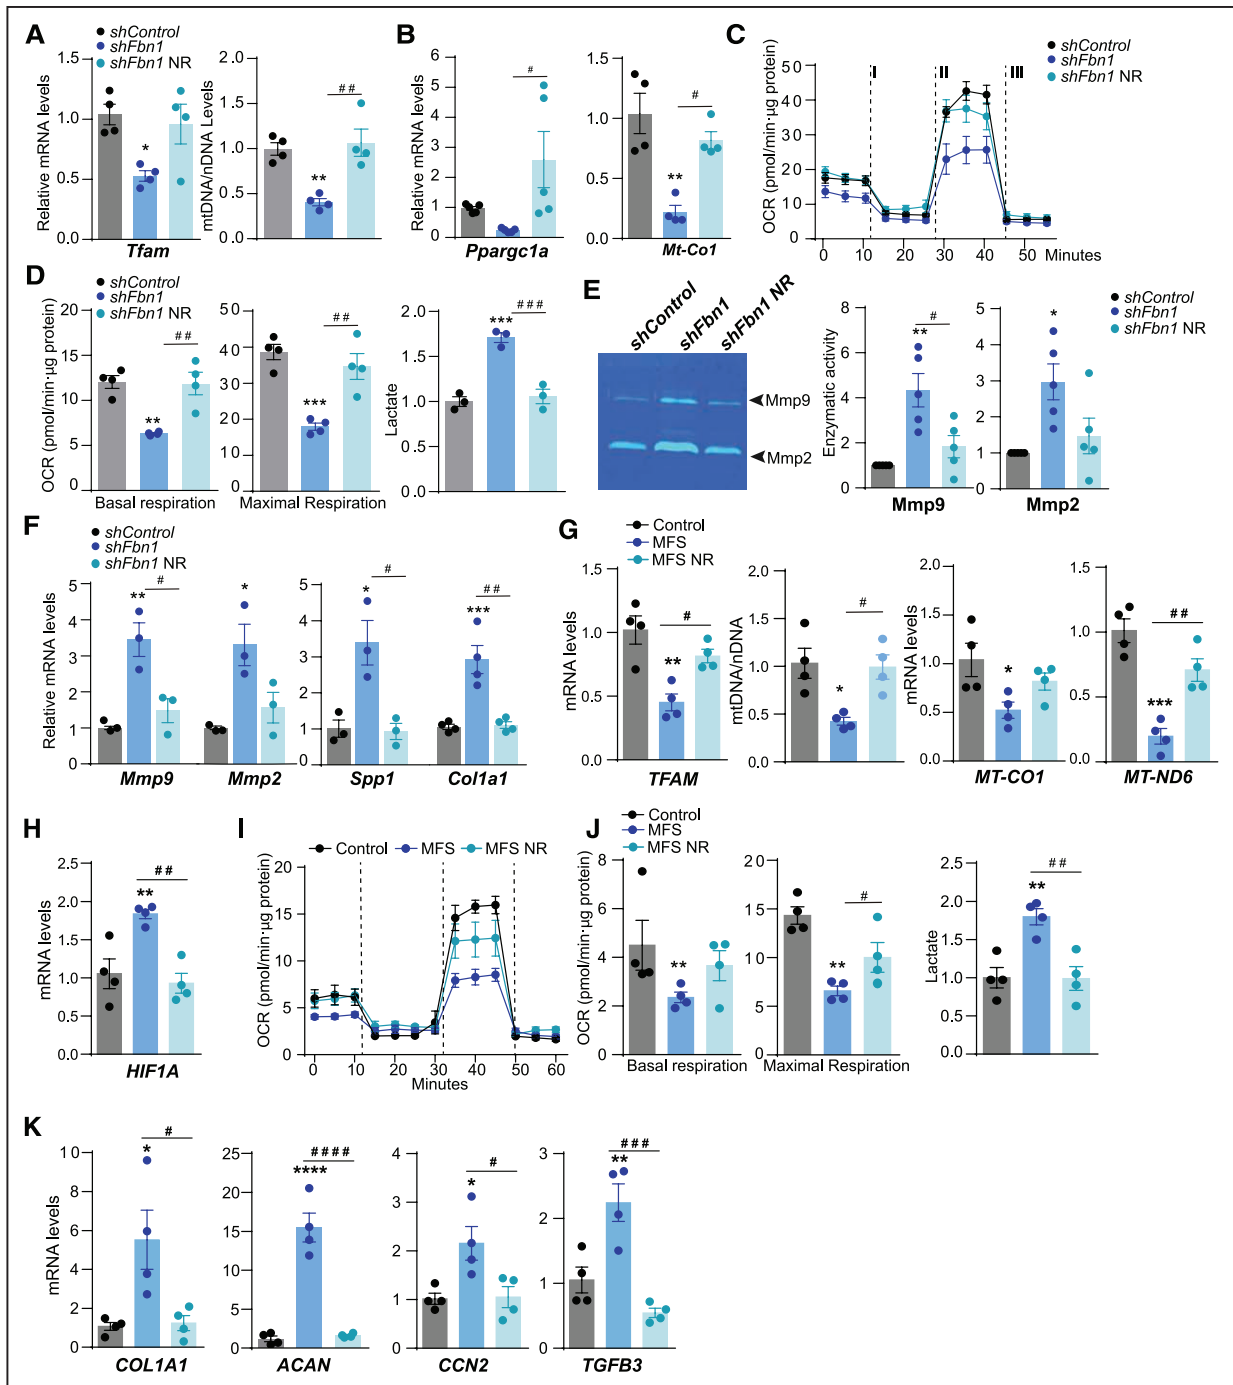 A
shControl
shFbn1
shFbn1 NR
Relative mRNA levels
1.5
1.0
0.5
0.0
*
Tfam
mtDNA/nDNA Levels
2.0
1.5
1.0
0.5
0.0
**
##
B
Relative mRNA levels
6
4
2
0
#
Ppargc1a
1.5
1.0
0.5
0.0
**
#
Mt-Co1
C
shControl
shFbn1
shFbn1 NR
OCR (pmol/min·µg protein)
50
40
30
20
10
0
I
II
III
0 10 20 30 40 50 Minutes
D
shControl
shFbn1
shFbn1 NR
OCR (pmol/min·µg protein)
20
15
10
5
0
**
##
Basal respiration
50
40
30
20
10
0
***
##
Maximal Respiration
Lactate
2.0
1.5
1.0
0.5
0.0
***
###
E
shControl
shFbn1
shFbn1 NR
Mmp9
Mmp2
shControl
shFbn1
shFbn1 NR
Enzymatic activity
8
6
4
2
0
**
#
Mmp9
5
4
3
2
1
0
*
Mmp2
F
shControl
shFbn1
shFbn1 NR
Relative mRNA levels
5
4
3
2
1
0
**
#
*
Mmp9
Mmp2
5
4
3
2
1
0
*
#
***
##
Spp1
Col1a1
G
Control
MFS
MFS NR
mRNA levels
1.5
1.0
0.5
0.0
**
#
TFAM
mtDNA/nDNA
2.0
1.5
1.0
0.5
0.0
*
#
mRNA levels
2.0
1.5
1.0
0.5
0.0
*
MT-CO1
1.5
1.0
0.5
0.0
***
##
MT-ND6
H
mRNA levels
2.5
2.0
1.5
1.0
0.5
0.0
**
##
HIF1A
I
Control MFS MFS NR
OCR (pmol/min·µg protein)
20
15
10
5
0
0 10 20 30 40 50 60
Minutes
J
Control
MFS
MFS NR
OCR (pmol/min·µg protein)
8
6
4
2
0
**
Basal respiration
20
15
10
5
0
**
#
Maximal Respiration
Lactate
2.5
2.0
1.5
1.0
0.5
0.0
**
##
K
mRNA levels
10
8
6
4
2
0
*
#
COL1A1
25
20
15
10
5
0
****
####
ACAN
4
3
2
1
0
*
#
CCN2
3
2
1
0
**
###
TGFB3